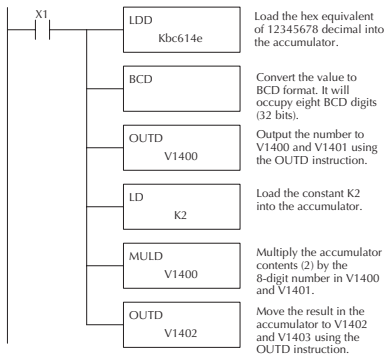 X1
LDD
Kbc614e
Load the hex equivalent
of 12345678 decimal into
the accumulator.
BCD
Convert the value to
BCD format. It will
occupy eight BCD digits
(32 bits).
OUTD
V1400
Output the number to
V1400 and V1401 using
the OUTD instruction.
LD
K2
Load the constant K2
into the accumulator.
MULD
V1400
Multiply the accumulator
contents (2) by the
8-digit number in V1400
and V1401.
OUTD
V1402
Move the result in the
accumulator to V1402
and V1403 using the
OUTD instruction.